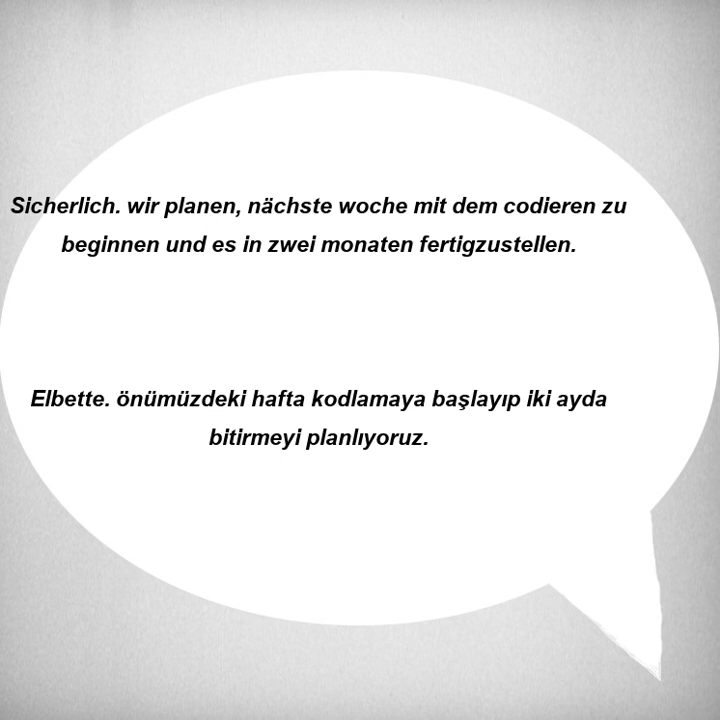 Sicherlich. wir planen, nächste woche mit dem codieren zu
beginnen und es in zwei monaten fertigzustellen.
Elbette. önümüzdeki hafta kodlamaya başlayıp iki ayda
bitirmeyi planlıyoruz.